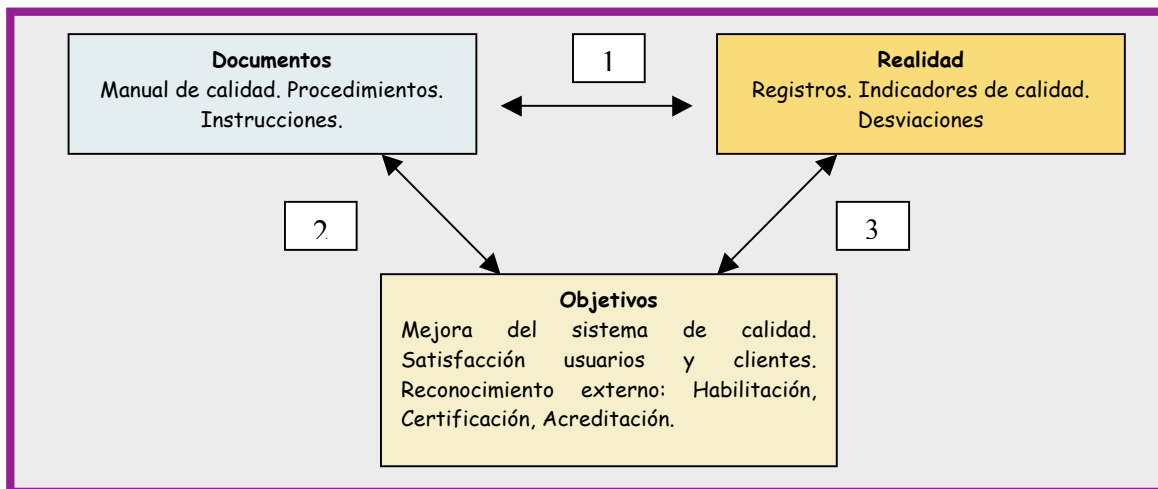 Documentos
Manual de calidad. Procedimientos.
Instrucciones.
1
Realidad
Registros. Indicadores de calidad.
Desviaciones
2
3
Objetivos
Mejora del sistema de calidad.
Satisfacción usuarios y clientes.
Reconocimiento externo: Habilitación,
Certificación, Acreditación.